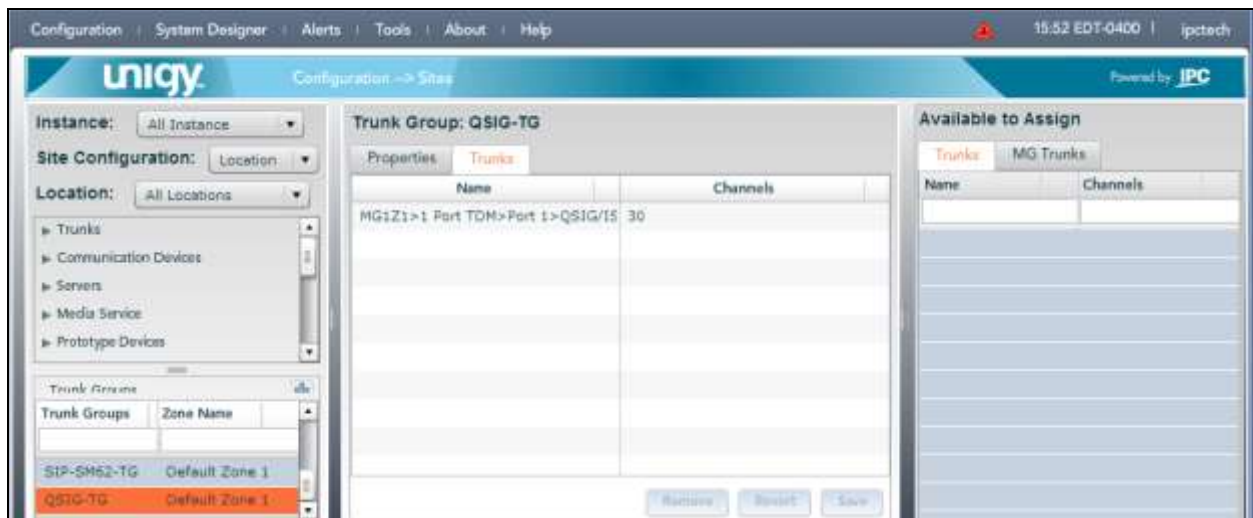 Configuration | System Designer | Alerts | Tools | About | Help
15:52 EDT-0400 | ipctech
unigy
Configuration -> Sites
Powered by IPC
Instance: All Instance
Site Configuration: Location
Location: All Locations
Trunks
Communication Devices
Servers
Media Service
Prototype Devices
Trunk Groups
Trunk Groups Zone Name
SIP-SM62-TG Default Zone 1
QSIG-TG Default Zone 1
Trunk Group: QSIG-TG
Properties Trunks
Name Channels
MG1Z1>1 Port TDM>Port 1>QSIG/IS 30
Remove Revert Save
Available to Assign
Trunks MG Trunks
Name Channels